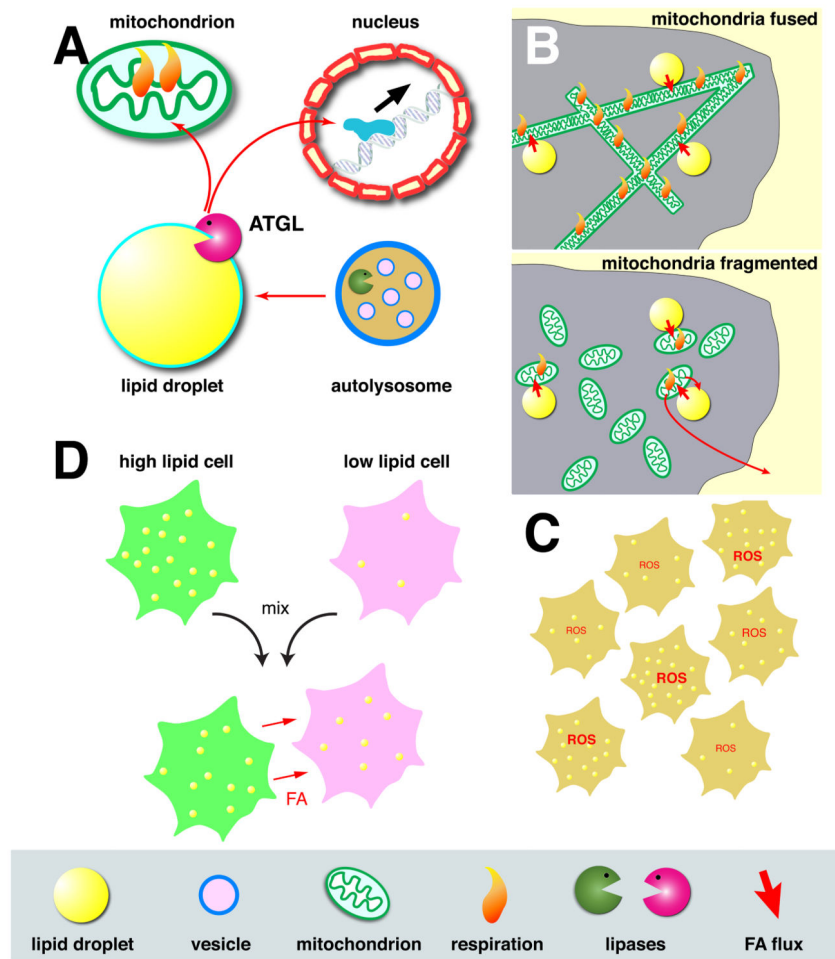 A
mitochondrion
nucleus
ATGL
lipid droplet
autolysosome
B
mitochondria fused
mitochondria fragmented
D
high lipid cell
low lipid cell
mix
FA
C
ROS
ROS
ROS
ROS
ROS
ROS
ROS
lipid droplet
vesicle
mitochondrion
respiration
lipases
FA flux